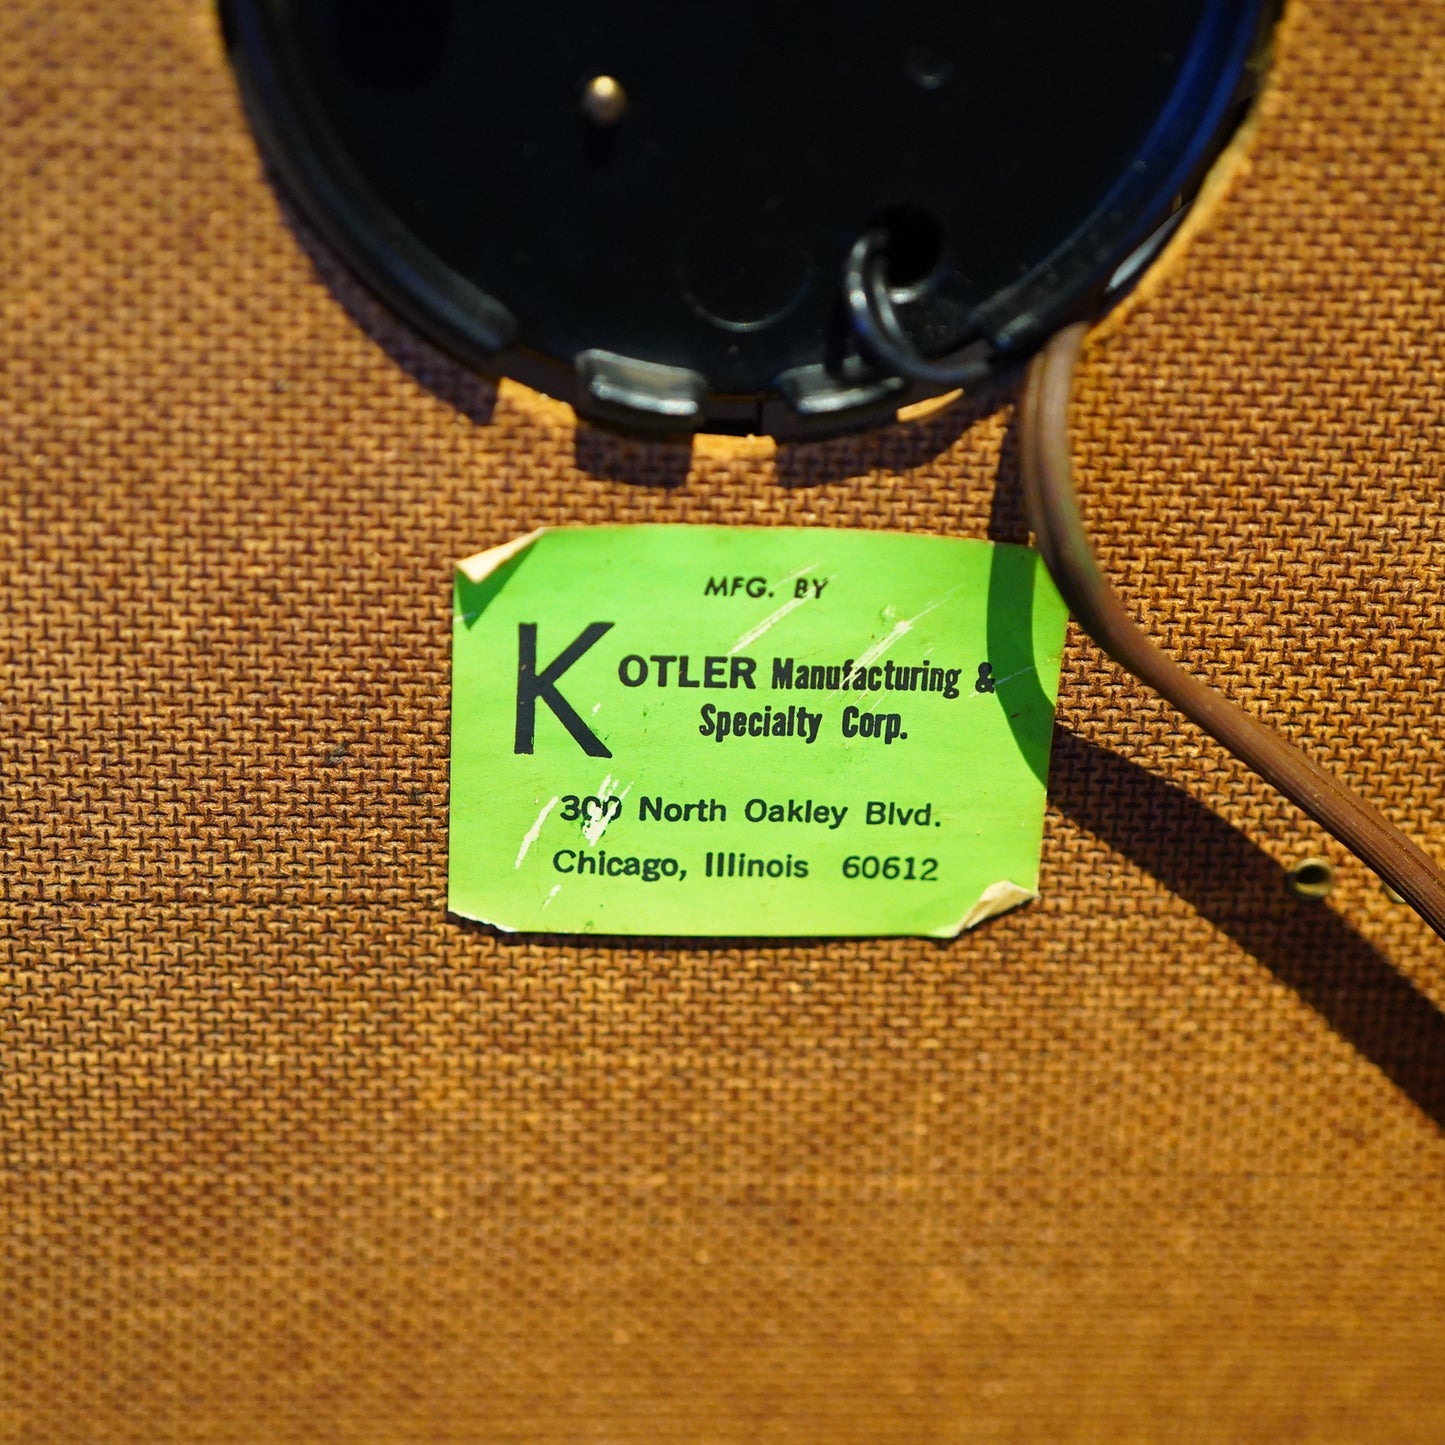 MFG. BY
KOTLER Manufacturing &
Specialty Corp.
300 North Oakley Blvd.
Chicago, Illinois 60612